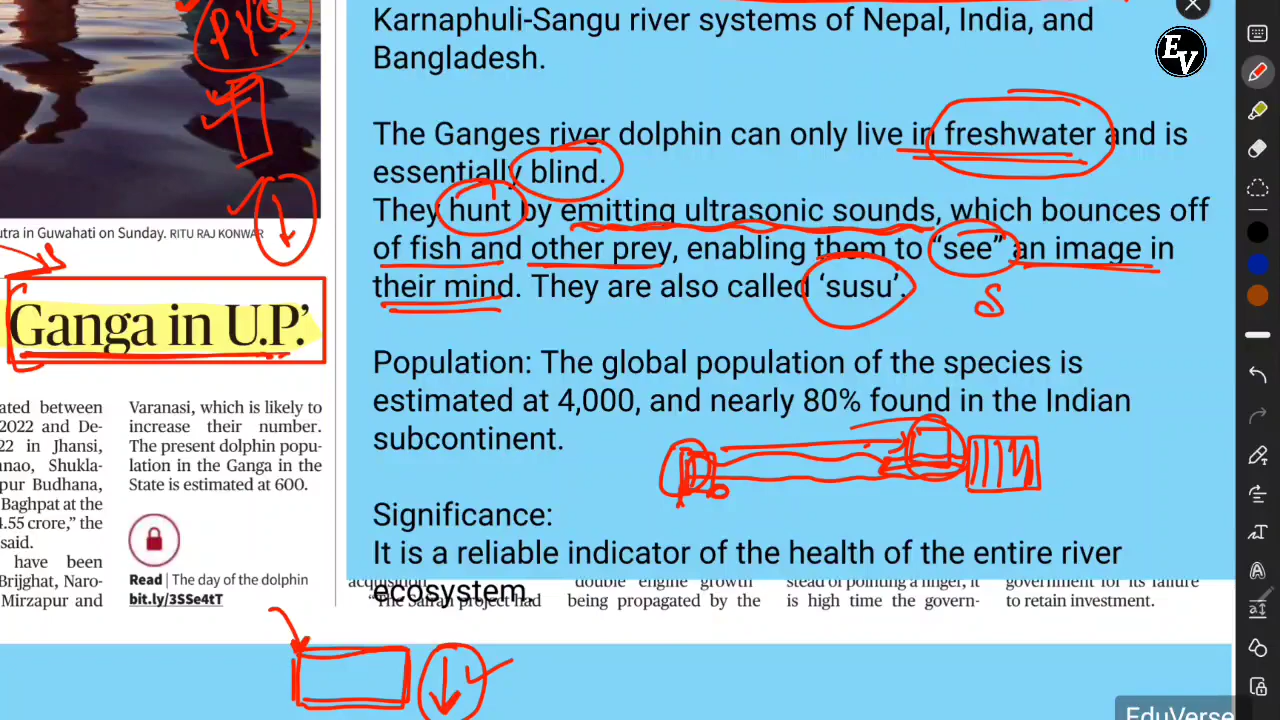 PYQs
utra in Guwahati on Sunday. RITU RAJ KONWAR
Ganga in U.P.’
ated between
2022 and De-
22 in Jhansi,
nao, Shukla-
pur Budhana,
Baghpat at the
4.55 crore,” the
said.
have been
Brijghat, Naro-
Mirzapur and
Varanasi, which is likely to
increase their number.
The present dolphin popu-
lation in the Ganga in the
State is estimated at 600.
Read | The day of the dolphin
bit.ly/3SSe4tT
Karnaphuli-Sangu river systems of Nepal, India, and
Bangladesh.
The Ganges river dolphin can only live in freshwater and is
essentially blind.
They hunt by emitting ultrasonic sounds, which bounces off
of fish and other prey, enabling them to “see” an image in
their mind. They are also called ‘susu’.
S
Population: The global population of the species is
estimated at 4,000, and nearly 80% found in the Indian
subcontinent.
Significance:
It is a reliable indicator of the health of the entire river
ecosystem.
acquisition.
“The Safran project had
double engine growth
being propagated by the
stead of pointing a finger, it
is high time the govern-
government for its failure
to retain investment.
EV
EduVerse